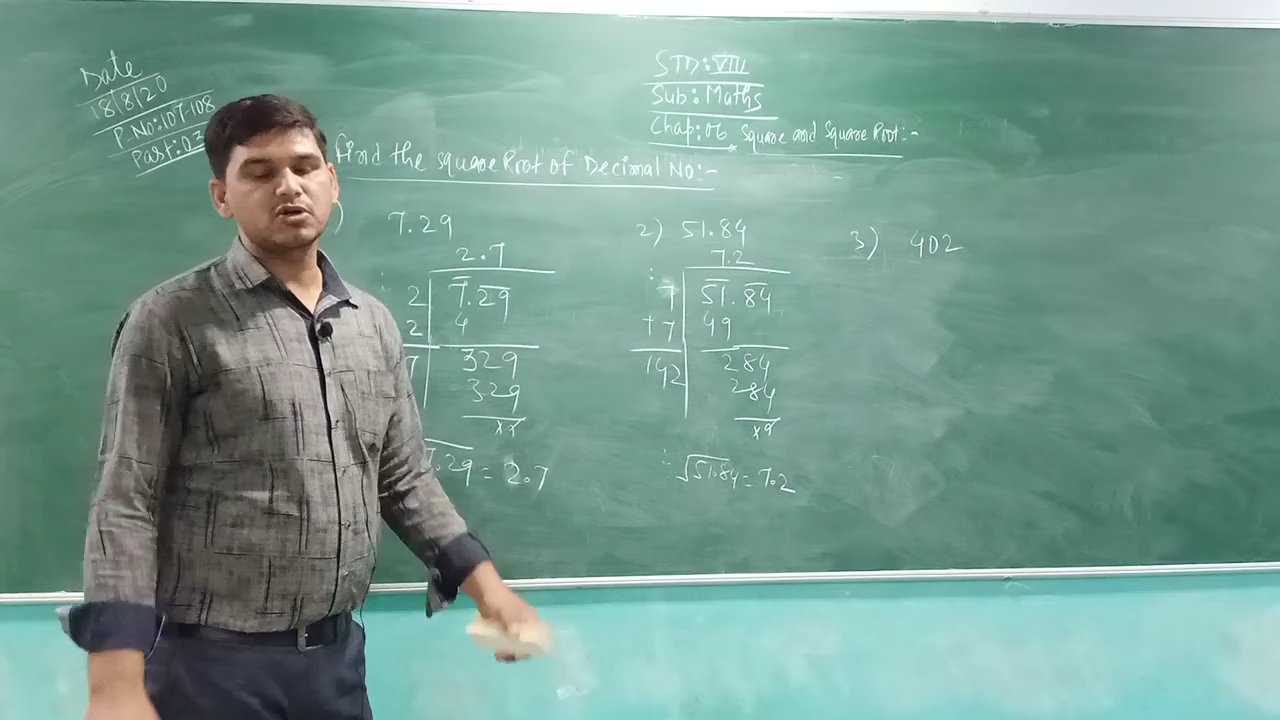 Date
18/8/20
P.No:107-108
Part:03
STD: VIII
Sub: Maths
Chap:06 Square and Square Root:-
Find the square Root of Decimal No:-
) 7.29
2.7
2 7.29
2 4
7 329
329
xx
7.29 = 2.7
2) 51.84
7.2
7 51.84
+7 49
142 284
284
xx
∴ √51.84 = 7.2
3) 402